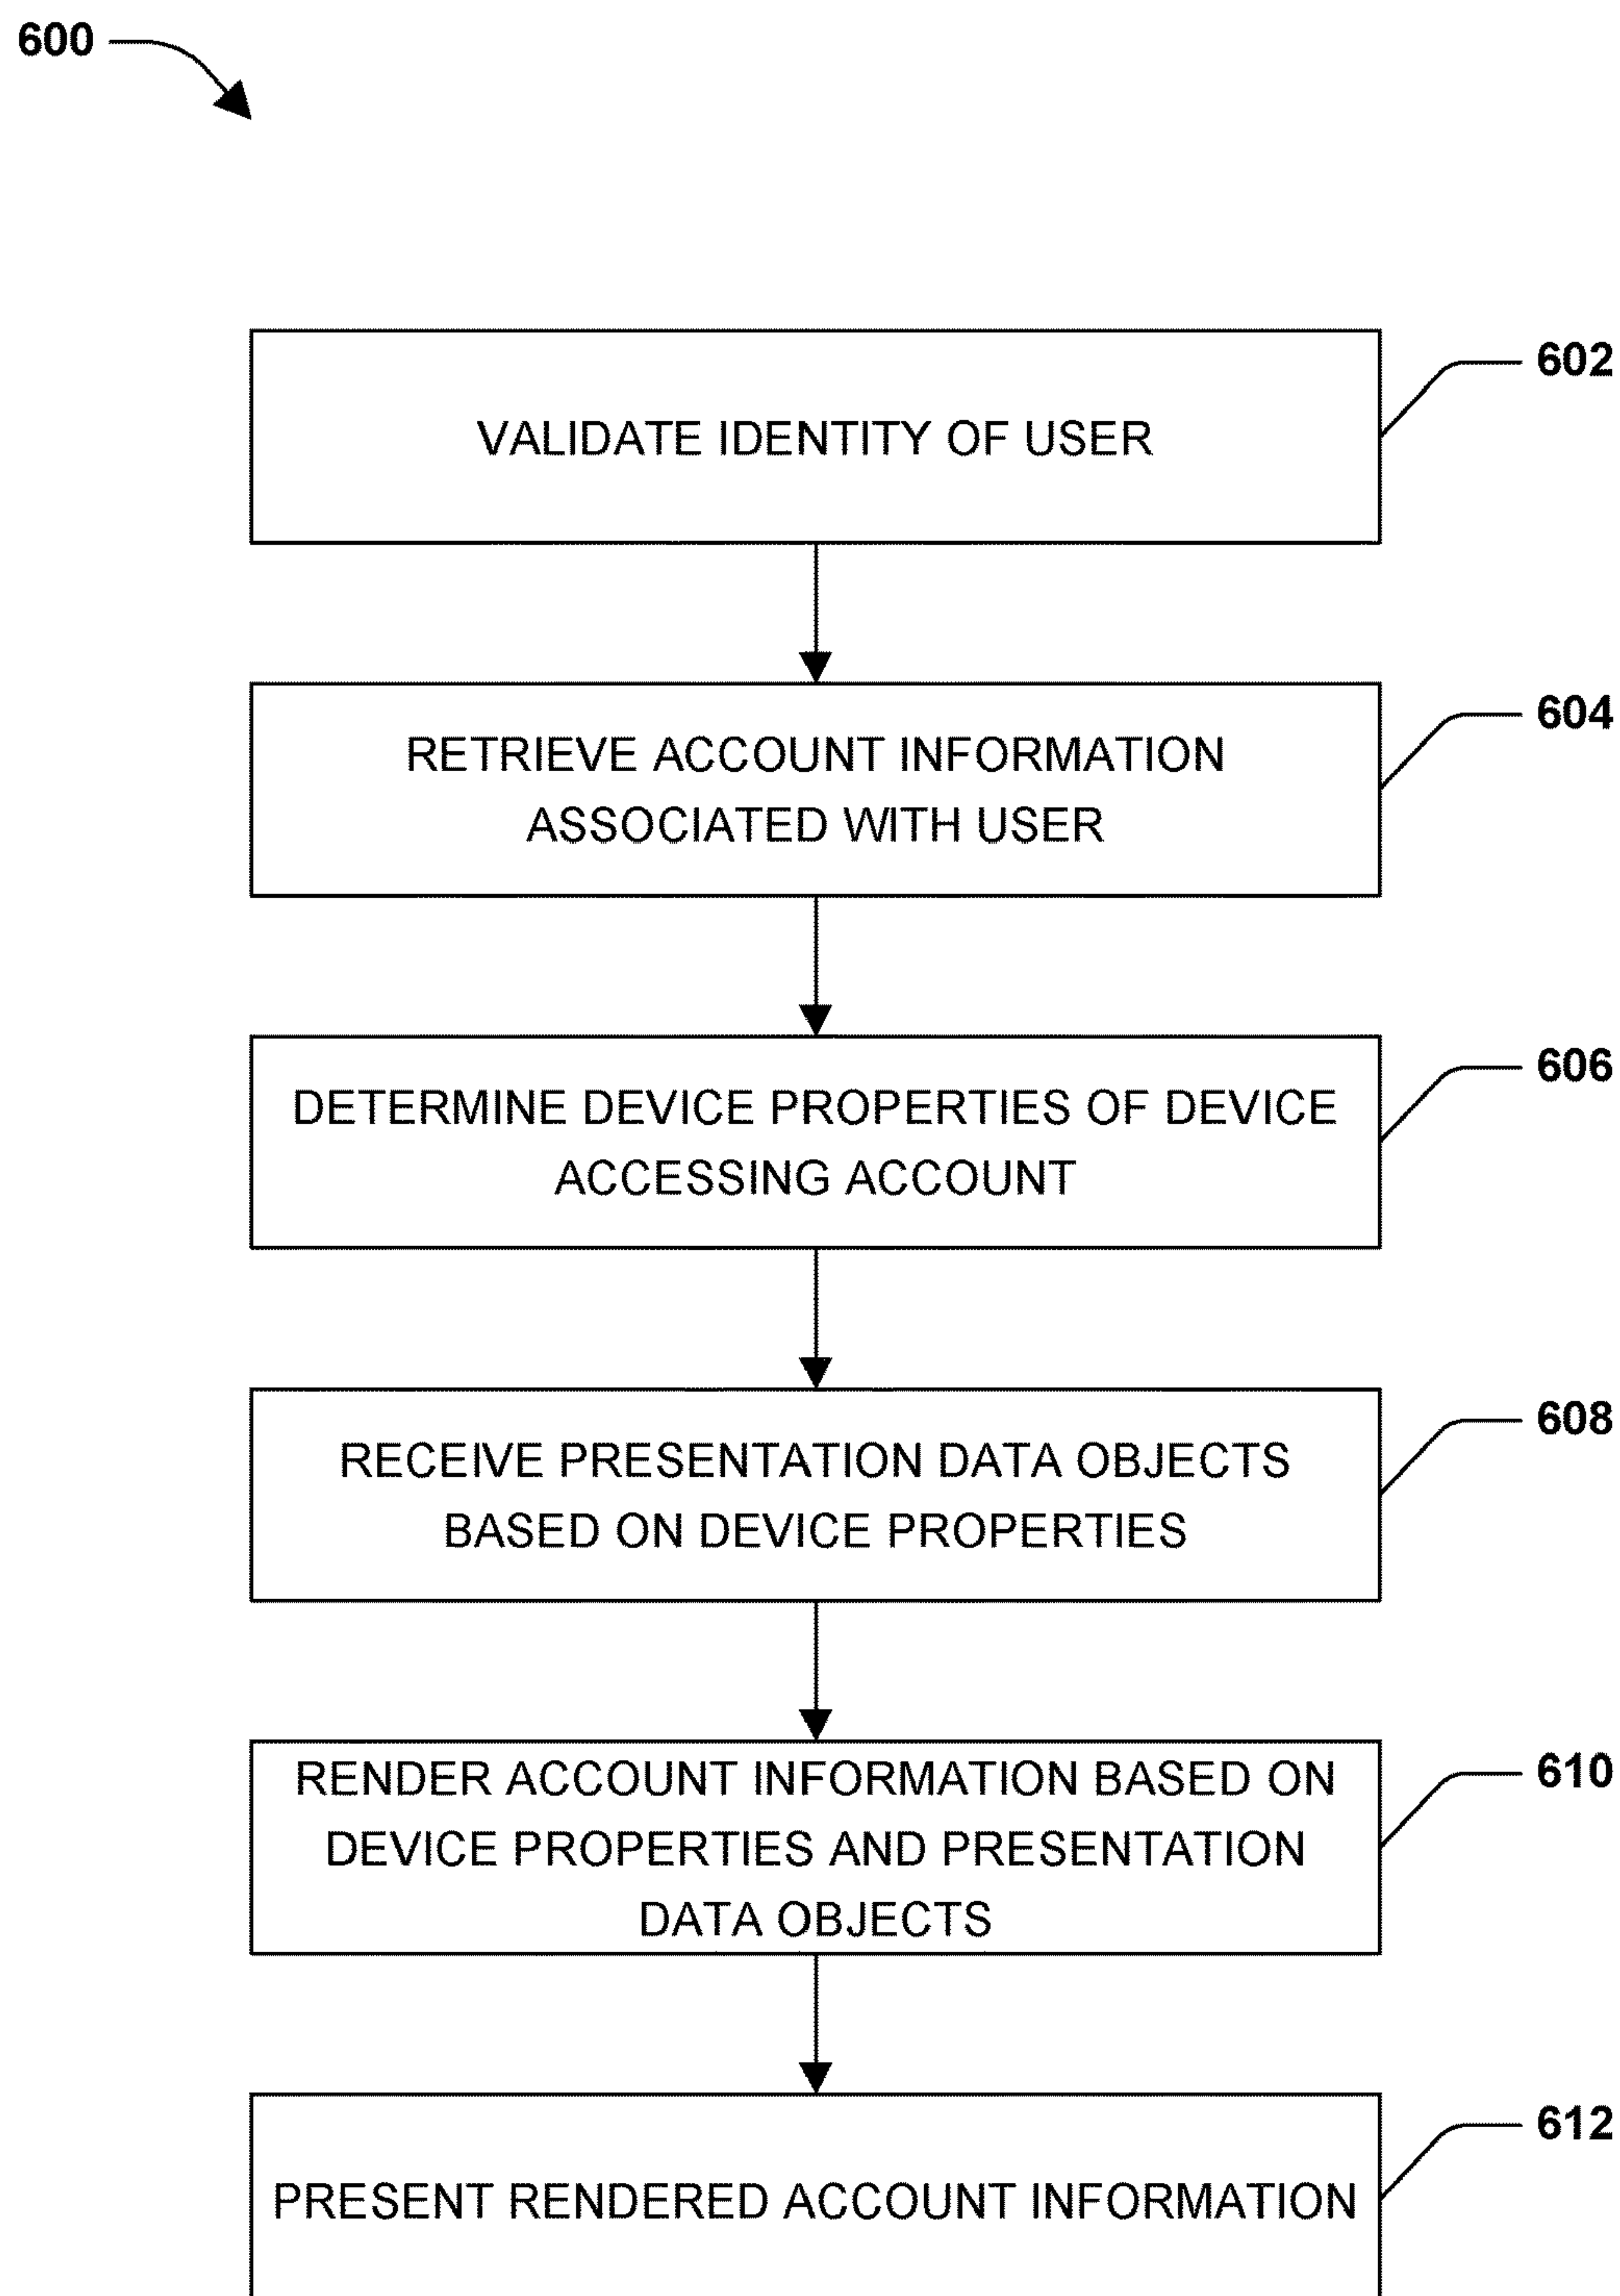 600
602
VALIDATE IDENTITY OF USER
604
RETRIEVE ACCOUNT INFORMATION
ASSOCIATED WITH USER
606
DETERMINE DEVICE PROPERTIES OF DEVICE
ACCESSING ACCOUNT
608
RECEIVE PRESENTATION DATA OBJECTS
BASED ON DEVICE PROPERTIES
610
RENDER ACCOUNT INFORMATION BASED ON
DEVICE PROPERTIES AND PRESENTATION
DATA OBJECTS
612
PRESENT RENDERED ACCOUNT INFORMATION